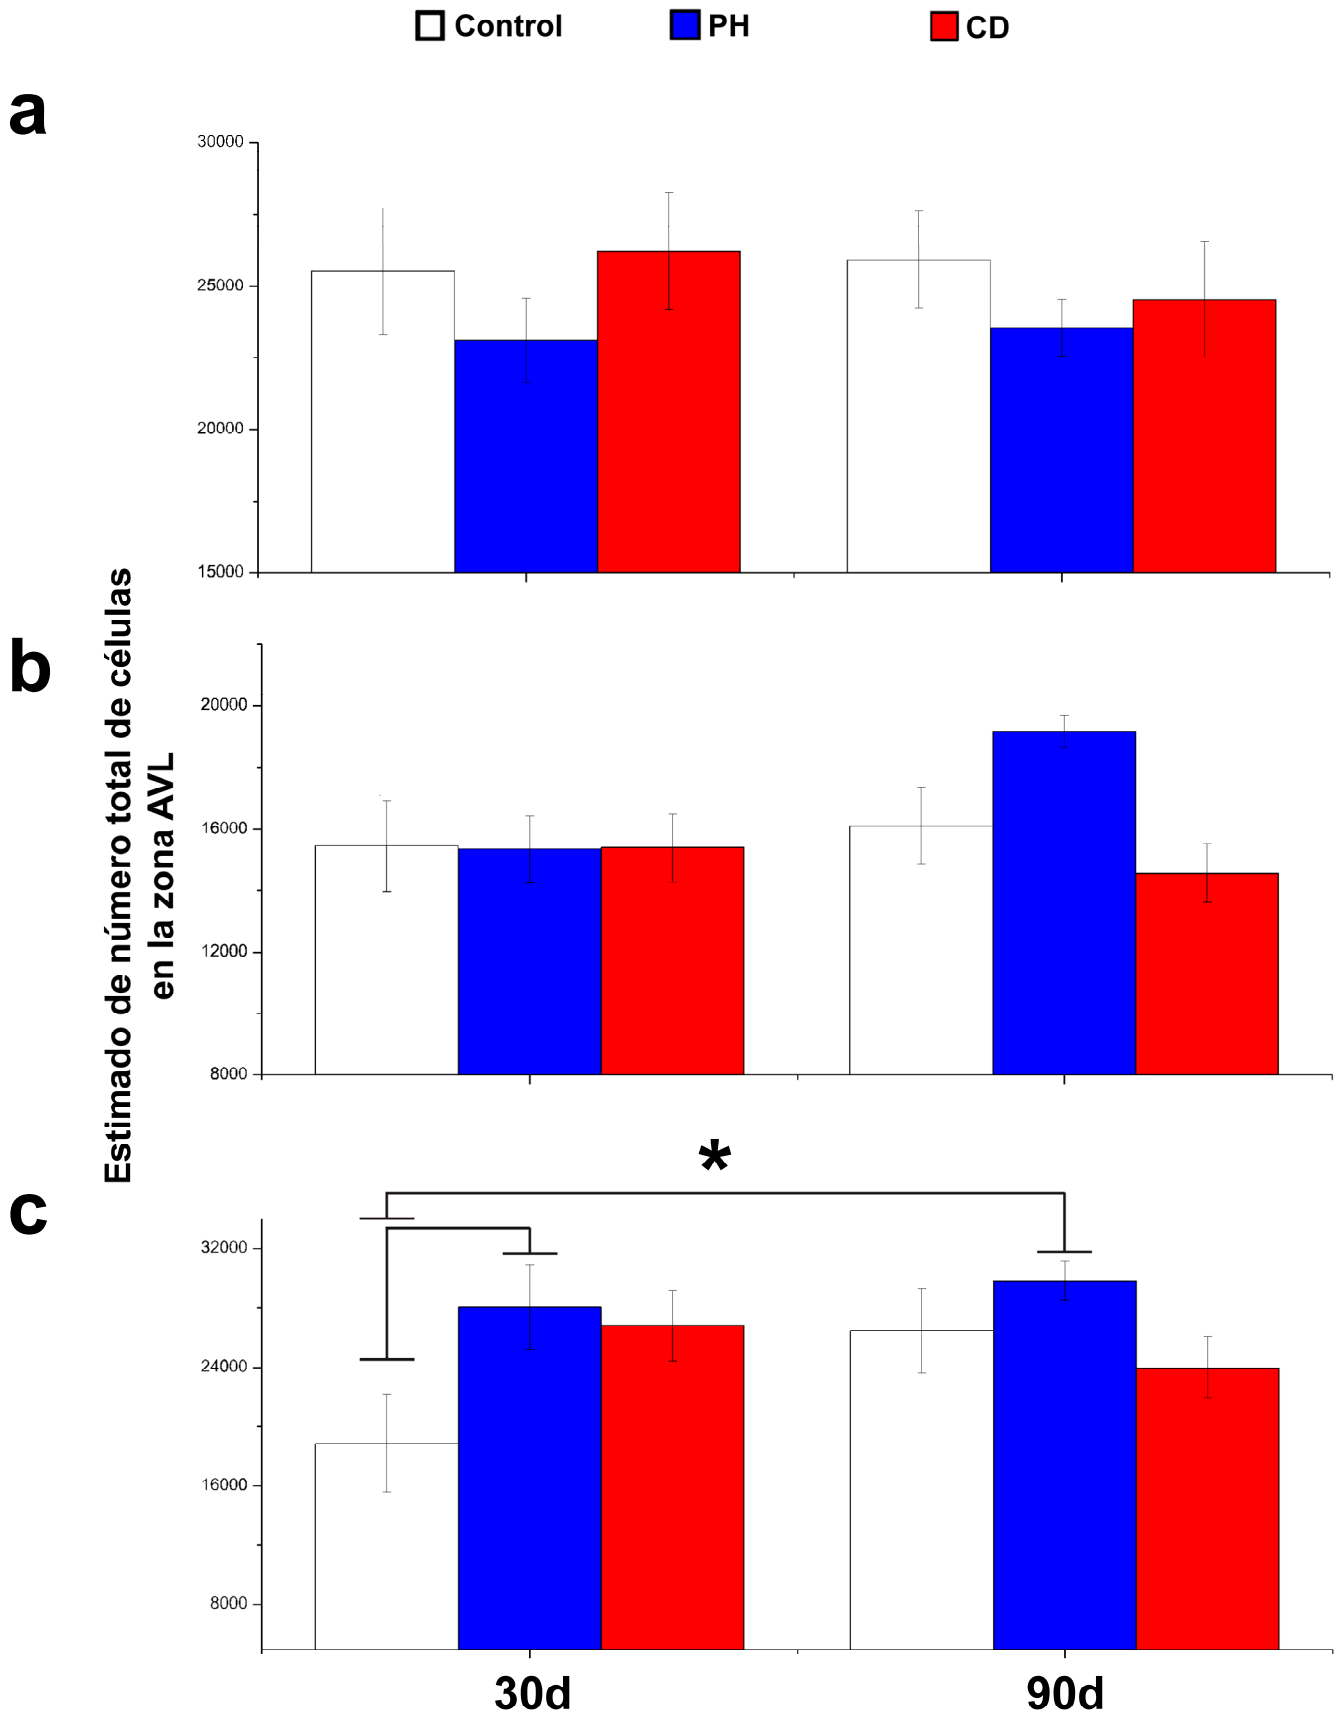 Control PH CD
a
30000
25000
20000
15000
Estimado de número total de células
en la zona AVL
b
20000
16000
12000
8000
*
c
32000
24000
16000
8000
30d 90d